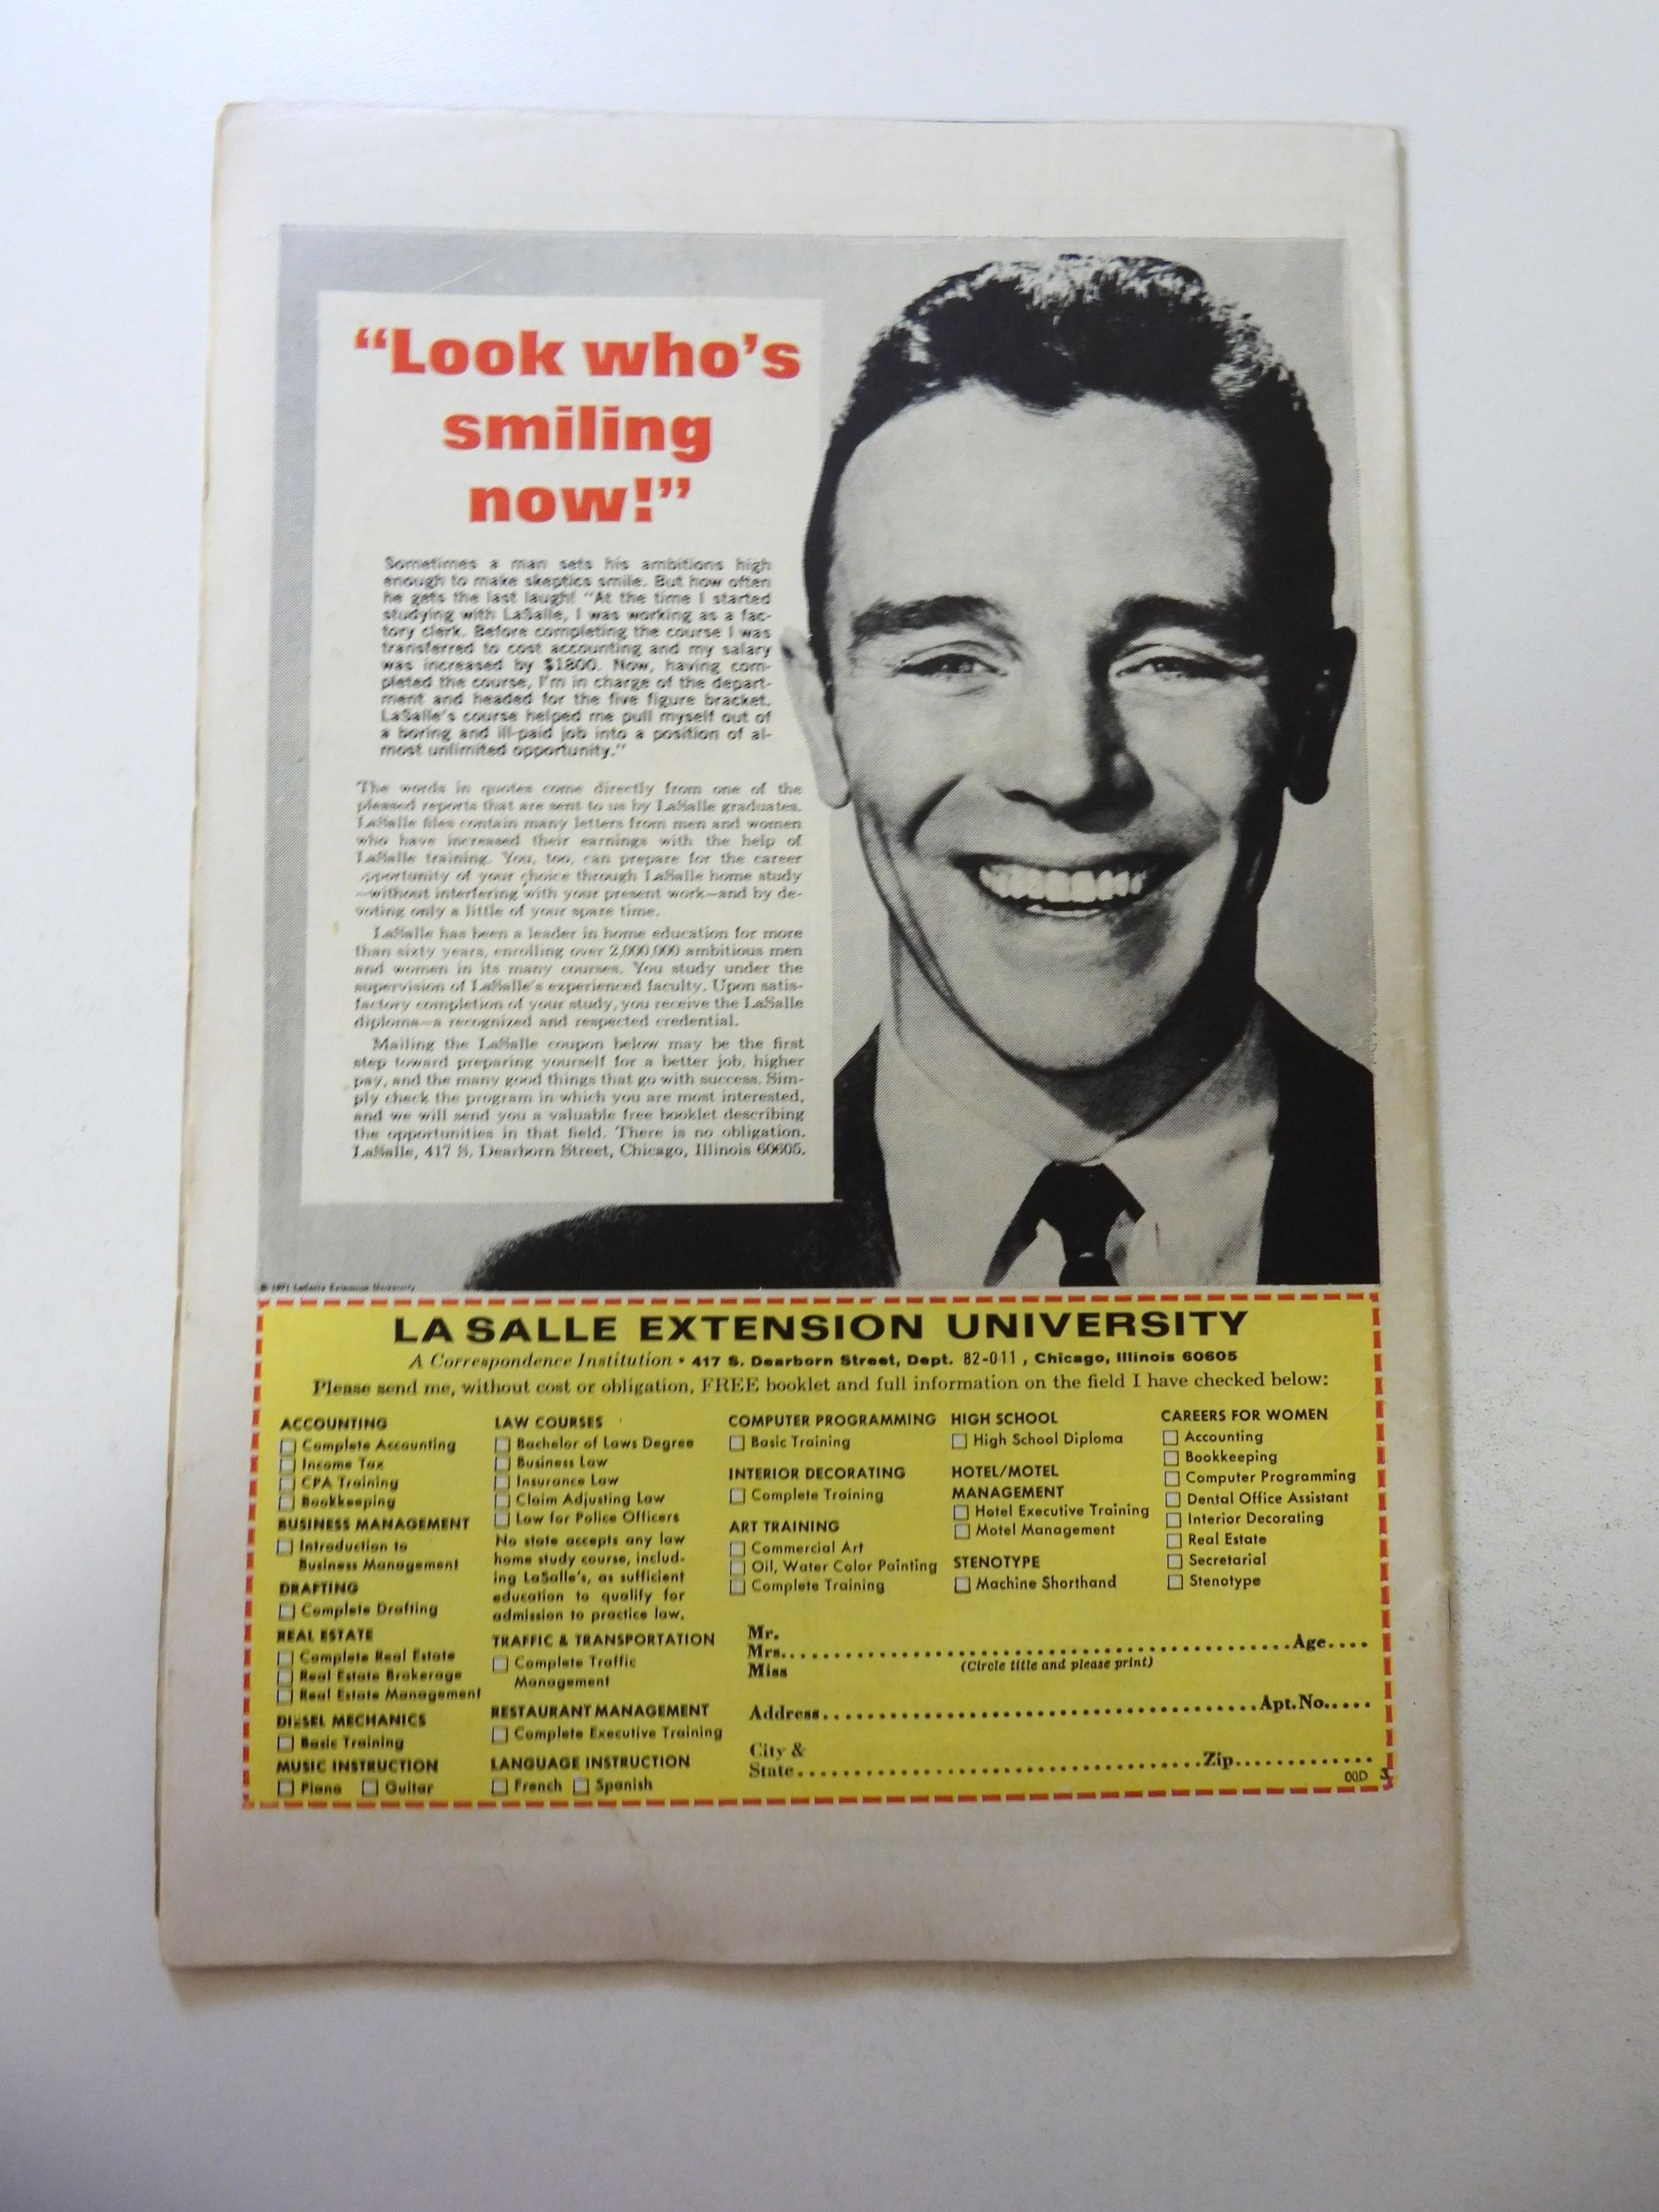 “Look who’s
smiling
now!”
Sometimes a man sets his ambitions high
enough to make skeptics smile. But how often
he gets the last laugh! “At the time I started
studying with LaSalle, I was working as a fac-
tory clerk. Before completing the course I was
transferred to cost accounting and my salary
was increased by $1800. Now, having com-
pleted the course, I’m in charge of the depart-
ment and headed for the five figure bracket.
LaSalle’s course helped me pull myself out of
a boring and ill-paid job into a position of al-
most unlimited opportunity.”
The words in quotes come directly from one of the
pleased reports that are sent to us by LaSalle graduates.
LaSalle files contain many letters from men and women
who have increased their earnings with the help of
LaSalle training. You, too, can prepare for the career
opportunity of your choice through LaSalle home study
—without interfering with your present work—and by de-
voting only a little of your spare time.
LaSalle has been a leader in home education for more
than sixty years, enrolling over 2,000,000 ambitious men
and women in its many courses. You study under the
supervision of LaSalle’s experienced faculty. Upon satis-
factory completion of your study, you receive the LaSalle
diploma—a recognized and respected credential.
Mailing the LaSalle coupon below may be the first
step toward preparing yourself for a better job, higher
pay, and the many good things that go with success. Sim-
ply check the program in which you are most interested,
and we will send you a valuable free booklet describing
the opportunities in that field. There is no obligation.
LaSalle, 417 S. Dearborn Street, Chicago, Illinois 60605.
© 1971 LaSalle Extension University
LA SALLE EXTENSION UNIVERSITY
A Correspondence Institution • 417 S. Dearborn Street, Dept. 82-011, Chicago, Illinois 60605
Please send me, without cost or obligation, FREE booklet and full information on the field I have checked below:
ACCOUNTING
Complete Accounting
Income Tax
CPA Training
Bookkeeping
BUSINESS MANAGEMENT
Introduction to
Business Management
DRAFTING
Complete Drafting
REAL ESTATE
Complete Real Estate
Real Estate Brokerage
Real Estate Management
DIESEL MECHANICS
Basic Training
MUSIC INSTRUCTION
Piano Guitar
LAW COURSES
Bachelor of Laws Degree
Business Law
Insurance Law
Claim Adjusting Law
Law for Police Officers
No state accepts any law
home study course, includ-
ing LaSalle’s, as sufficient
education to qualify for
admission to practice law.
TRAFFIC & TRANSPORTATION
Complete Traffic
Management
RESTAURANT MANAGEMENT
Complete Executive Training
LANGUAGE INSTRUCTION
French Spanish
COMPUTER PROGRAMMING
Basic Training
INTERIOR DECORATING
Complete Training
ART TRAINING
Commercial Art
Oil, Water Color Painting
Complete Training
HIGH SCHOOL
High School Diploma
HOTEL/MOTEL
MANAGEMENT
Hotel Executive Training
Motel Management
STENOTYPE
Machine Shorthand
CAREERS FOR WOMEN
Accounting
Bookkeeping
Computer Programming
Dental Office Assistant
Interior Decorating
Real Estate
Secretarial
Stenotype
Mr.
Mrs. Age
Miss (Circle title and please print)
Address Apt. No.
City &
State Zip